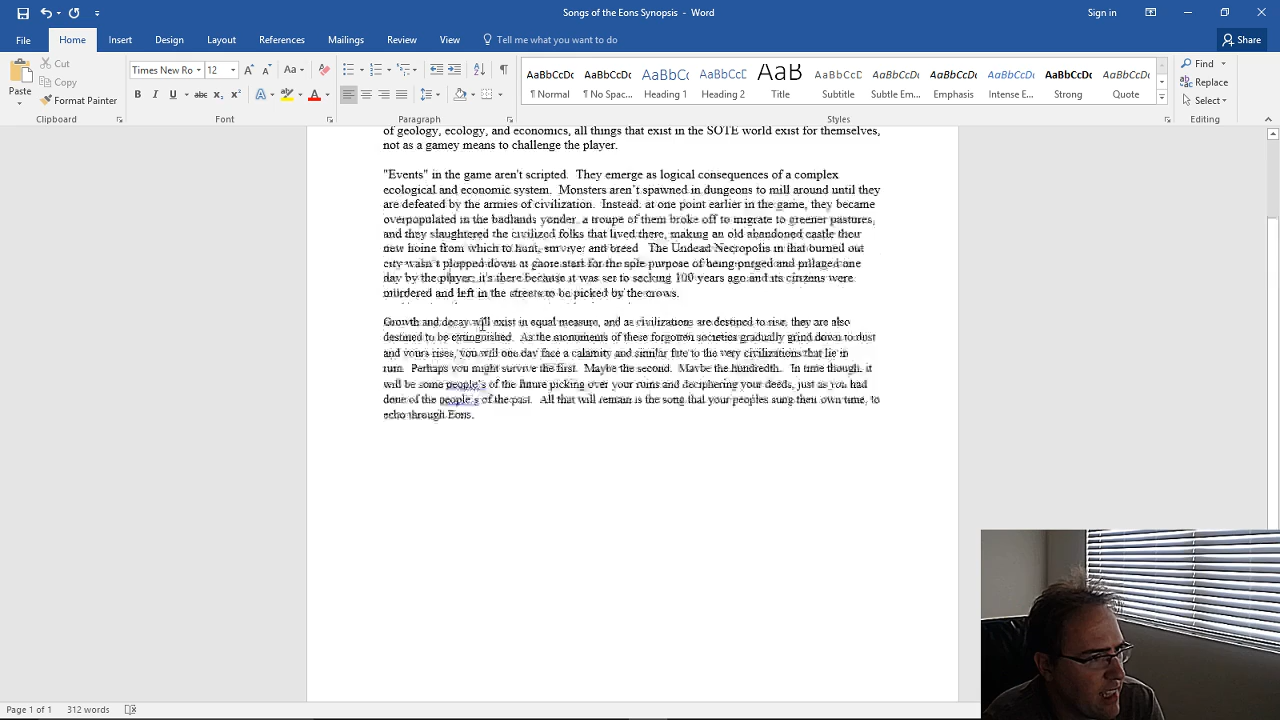 Songs of the Eons Synopsis - Word
Sign in
File Home Insert Design Layout References Mailings Review View Tell me what you want to do Share
Cut
Copy
Paste Format Painter
Times New Ro 12 Aa
B I U abc X₂ X² A ab A
Clipboard Font Paragraph Styles Editing
AaBbCcDc AaBbCcDc AaBbCc AaBbCcD AaB AaBbCcD AaBbCcDc AaBbCcDc AaBbCcDc AaBbCcDc AaBbCcDc
¶ Normal ¶ No Spac... Heading 1 Heading 2 Title Subtitle Subtle Em... Emphasis Intense E... Strong Quote
Find
Replace
Select
of geology, ecology, and economics, all things that exist in the SOTE world exist for themselves,
not as a gamey means to challenge the player.
"Events" in the game aren't scripted. They emerge as logical consequences of a complex
ecological and economic system. Monsters aren't spawned in dungeons to mill around until they
are defeated by the armies of civilization. Instead, at one point earlier in the game, they became
overpopulated in the badlands yonder, a troupe of them broke off to migrate to greener pastures,
and they slaughtered the civilized folks that lived there, making an old abandoned castle their
new home from which to hunt, survive, and breed The Undead Necropolis in that burned out
city wasn't plopped down at game start for the sole purpose of being purged and pillaged one
day by the player; it's there because it was set to 100 years ago and its citizens were
murdered and left in the streets to be picked by the crows.
Growth and decay will exist in equal measure, and as civilizations are destined to rise, they are also
destined to be extinguished. As the monuments of these forgotten societies gradually grind down to dust
and yours rises, you will one day face a calamity and similar fate to the very civilizations that lie in
ruin. Perhaps you might survive the first. Maybe the second. Maybe the hundredth. In time though, it
will be some people's of the future picking over your ruins and deciphering your deeds, just as you had
done of the people's of the past. All that will remain is the song that your peoples sung their own time, to
echo through Eons.
Page 1 of 1 312 words